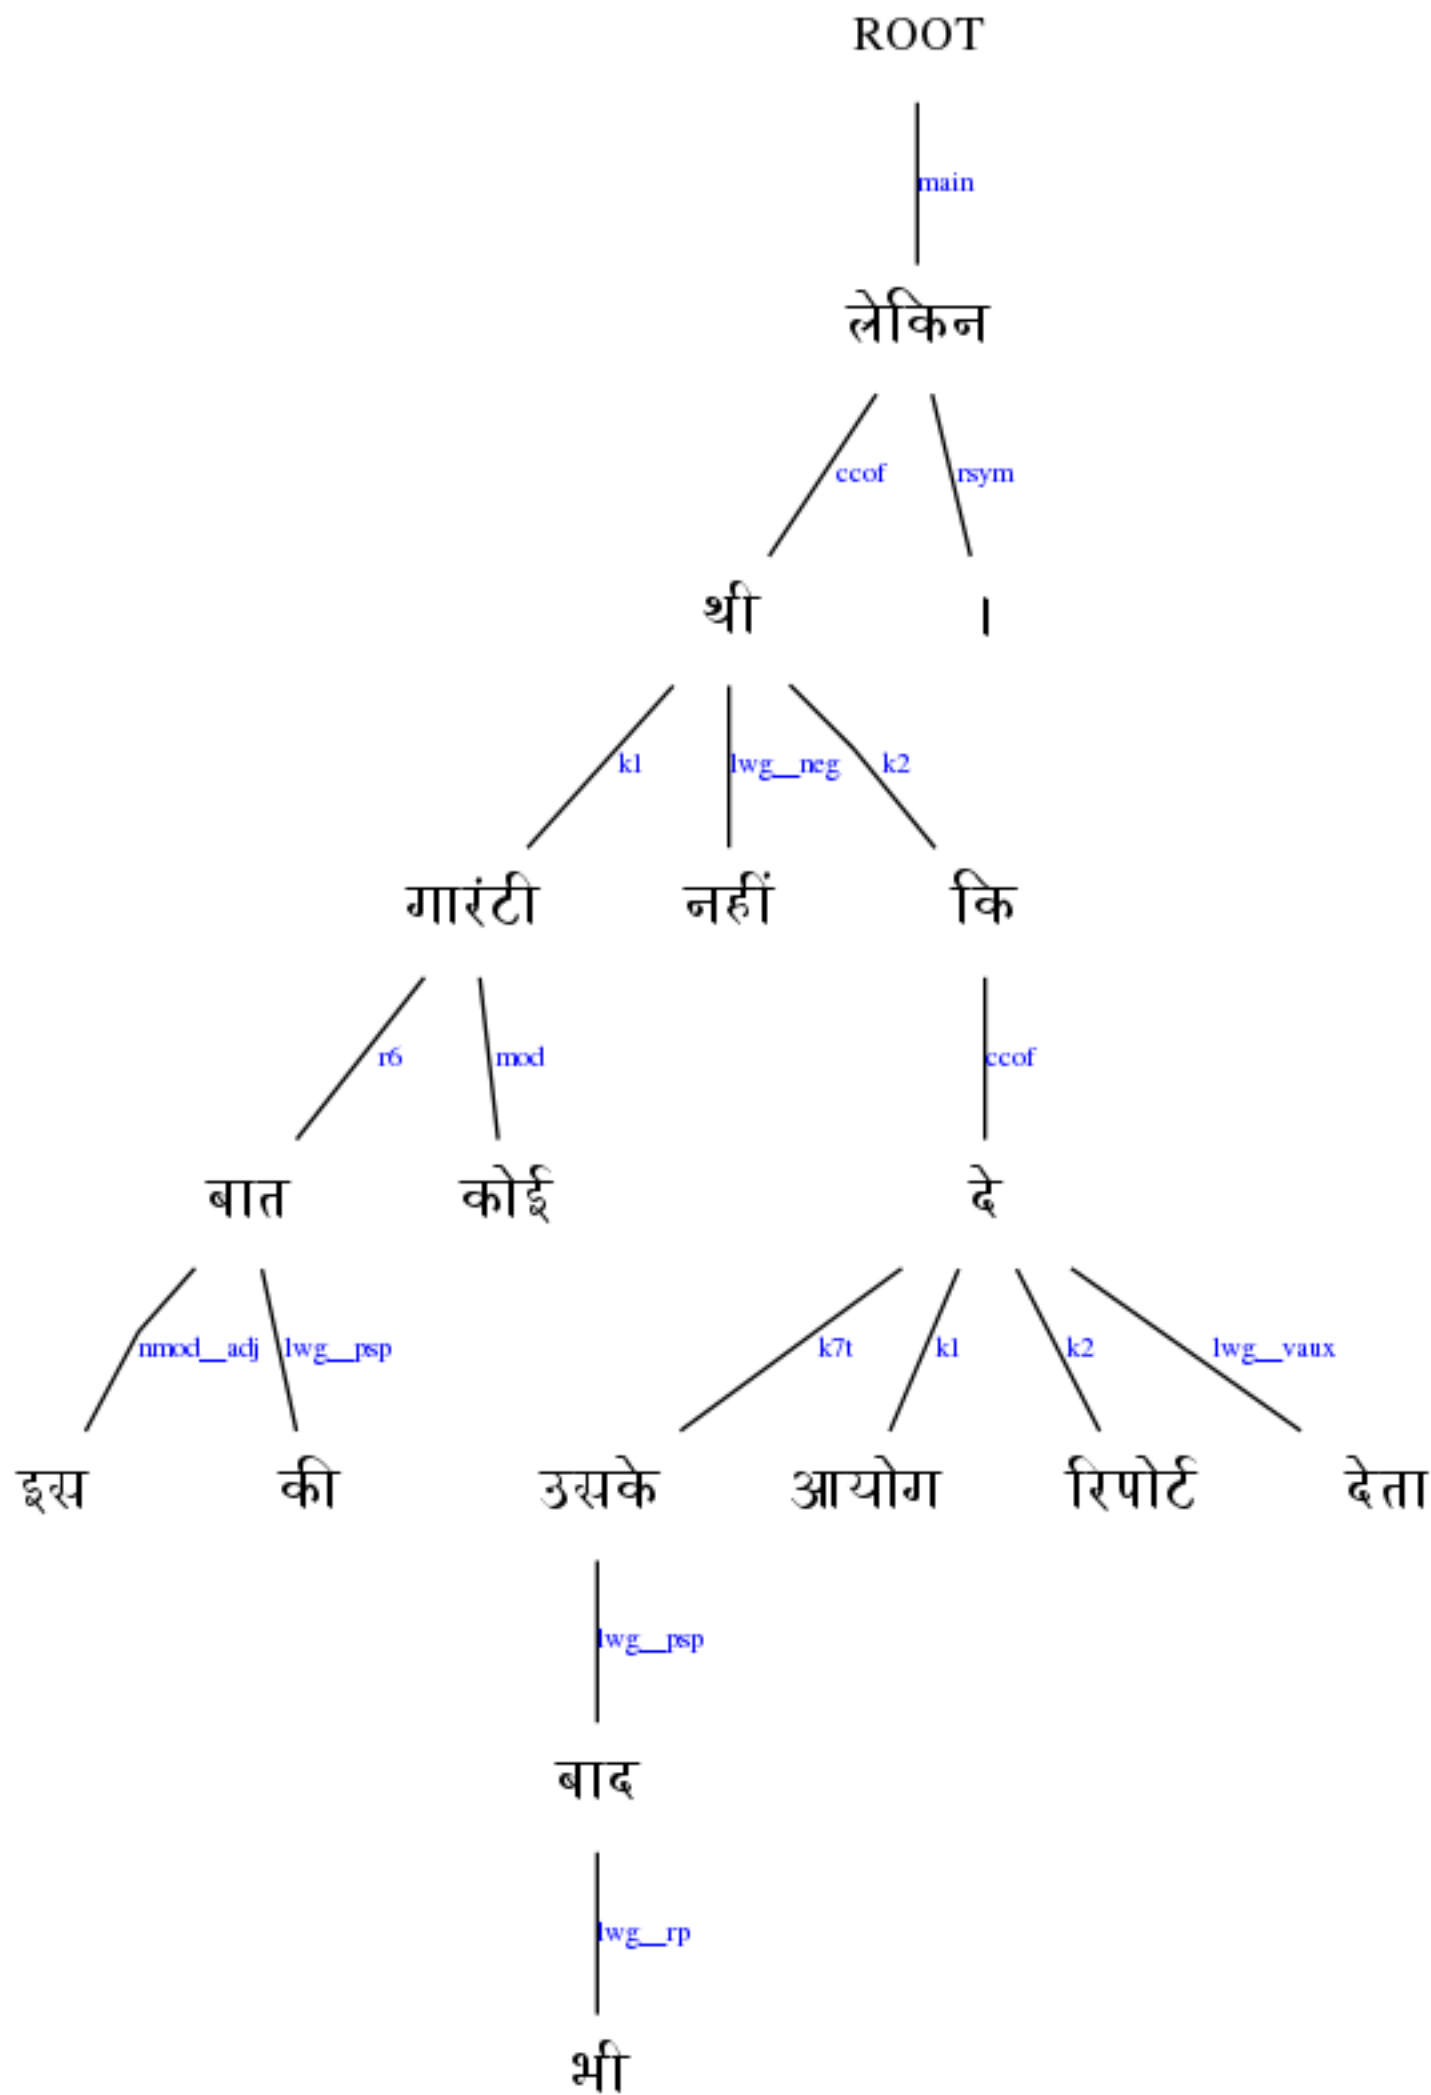 ROOT
main
लेकिन
ccof rsym
थी ।
k1 lwg__neg k2
गारंटी नहीं कि
r6 mod ccof
बात कोई दे
nmod__adj lwg__psp k7t k1 k2 lwg__vaux
इस की उसके आयोग रिपोर्ट देता
lwg__psp
बाद
lwg__rp
भी